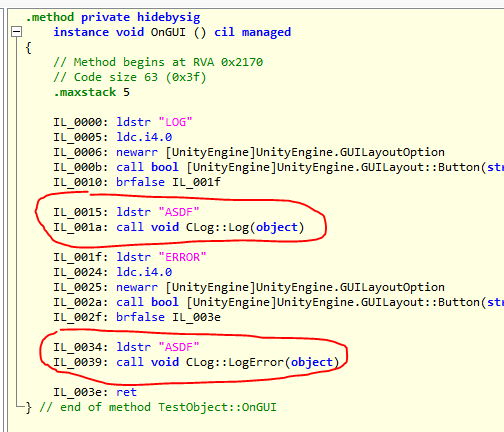 .method private hidebysig
instance void OnGUI () cil managed
{
// Method begins at RVA 0x2170
// Code size 63 (0x3f)
.maxstack 5
IL_0000: ldstr "LOG"
IL_0005: ldc.i4.0
IL_0006: newarr [UnityEngine]UnityEngine.GUILayoutOption
IL_000b: call bool [UnityEngine]UnityEngine.GUILayout::Button(str
IL_0010: brfalse IL_001f
IL_0015: ldstr "ASDF"
IL_001a: call void CLog::Log(object)
IL_001f: ldstr "ERROR"
IL_0024: ldc.i4.0
IL_0025: newarr [UnityEngine]UnityEngine.GUILayoutOption
IL_002a: call bool [UnityEngine]UnityEngine.GUILayout::Button(st
IL_002f: brfalse IL_003e
IL_0034: ldstr "ASDF"
IL_0039: call void CLog::LogError(object)
IL_003e: ret
} // end of method TestObject::OnGUI